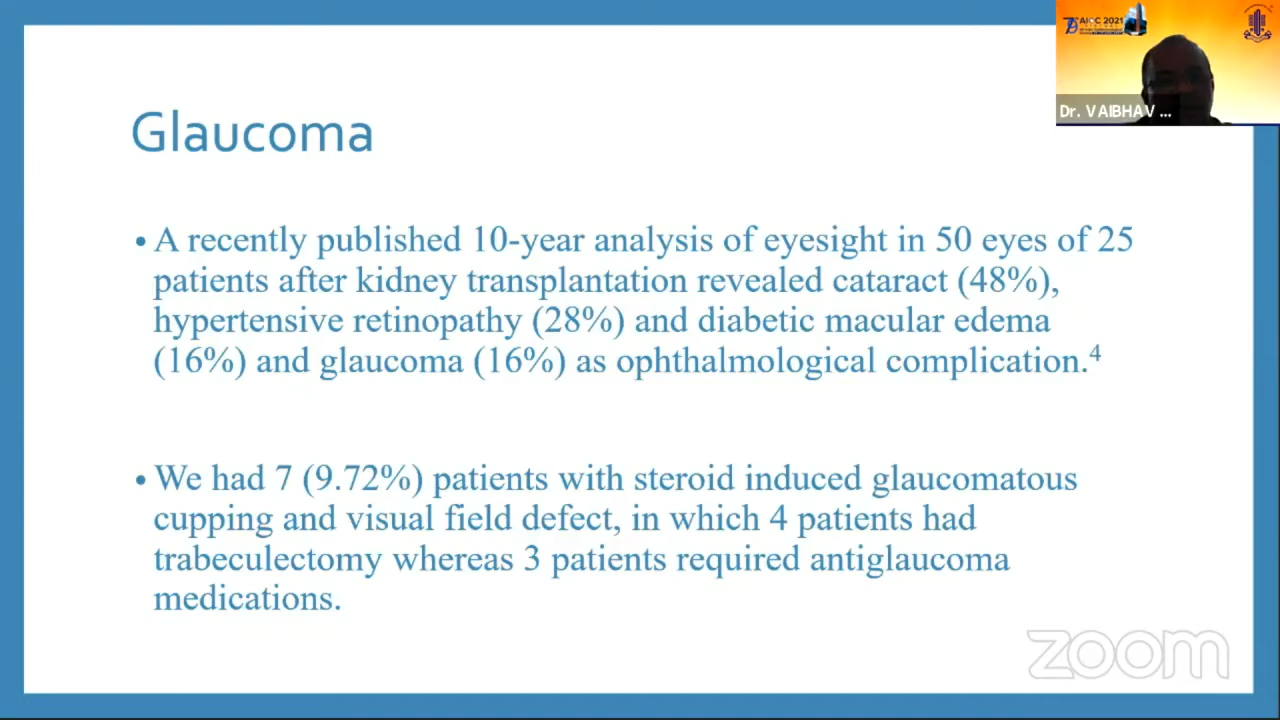 AIOC 2021
Dr. VAIBHAV ...
Glaucoma
• A recently published 10-year analysis of eyesight in 50 eyes of 25
patients after kidney transplantation revealed cataract (48%),
hypertensive retinopathy (28%) and diabetic macular edema
(16%) and glaucoma (16%) as ophthalmological complication.4
• We had 7 (9.72%) patients with steroid induced glaucomatous
cupping and visual field defect, in which 4 patients had
trabeculectomy whereas 3 patients required antiglaucoma
medications.
zoom